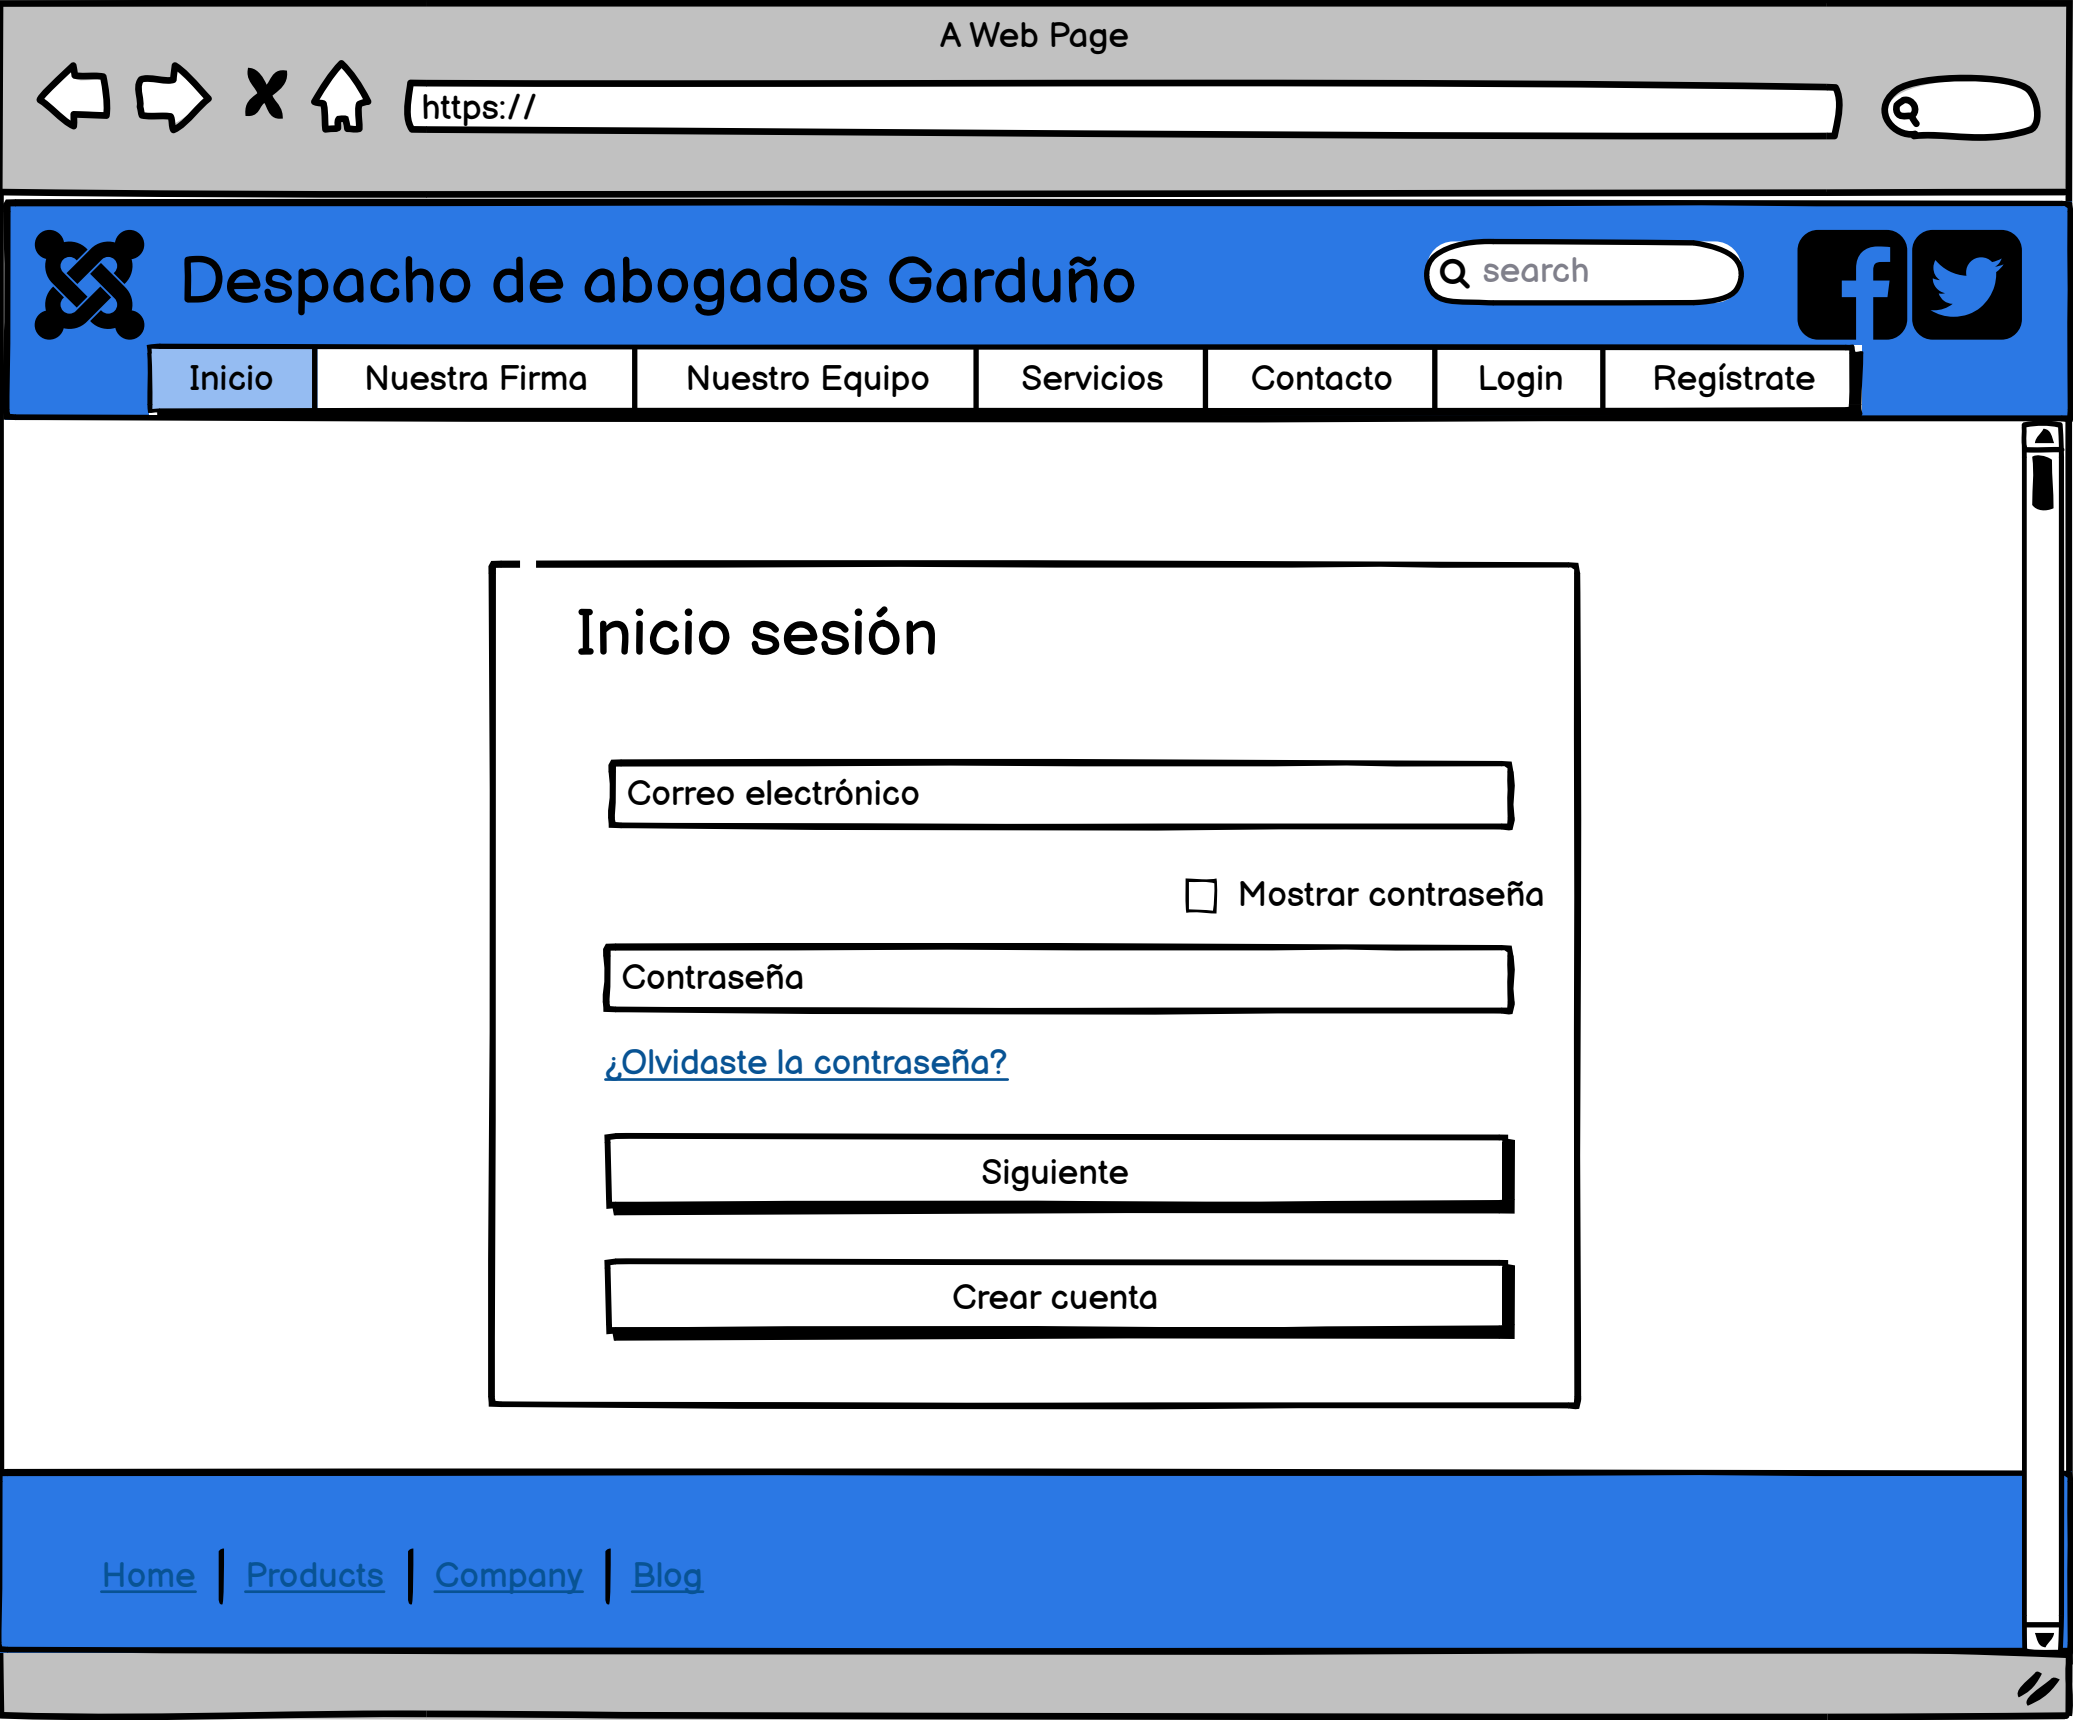 A Web Page
https://
Despacho de abogados Garduño
search
Inicio Nuestra Firma Nuestro Equipo Servicios Contacto Login Regístrate
Inicio sesión
Correo electrónico
Mostrar contraseña
Contraseña
¿Olvidaste la contraseña?
Siguiente
Crear cuenta
Home Products Company Blog